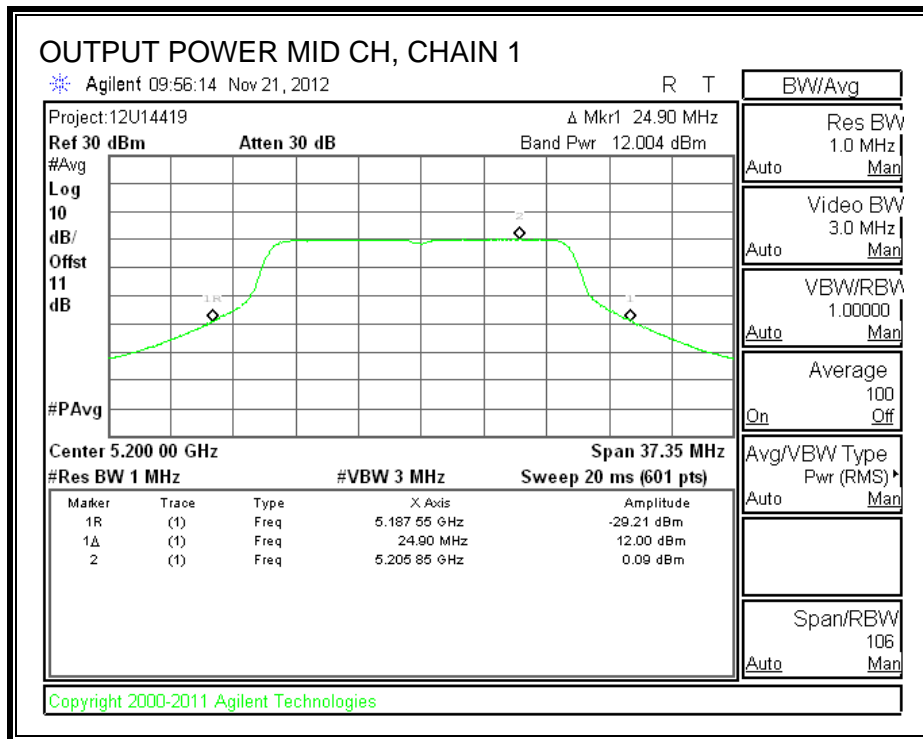 OUTPUT POWER MID CH, CHAIN 1
Agilent 09:56:14 Nov 21, 2012 R T
Project:12U14419 Δ Mkr1 24.90 MHz
Ref 30 dBm Atten 30 dB Band Pwr 12.004 dBm
#Avg
Log
10
dB/
Offst
11
dB
#PAvg
1R
2
1
Center 5.200 00 GHz Span 37.35 MHz
#Res BW 1 MHz #VBW 3 MHz Sweep 20 ms (601 pts)
Marker Trace Type X Axis Amplitude
1R (1) Freq 5.187 55 GHz -29.21 dBm
1Δ (1) Freq 24.90 MHz 12.00 dBm
2 (1) Freq 5.205 85 GHz 0.09 dBm
BW/Avg
Res BW
1.0 MHz
Auto Man
Video BW
3.0 MHz
Auto Man
VBW/RBW
1.00000
Auto Man
Average
100
On Off
Avg/VBW Type
Pwr (RMS)
Auto Man
Span/RBW
106
Auto Man
Copyright 2000-2011 Agilent Technologies